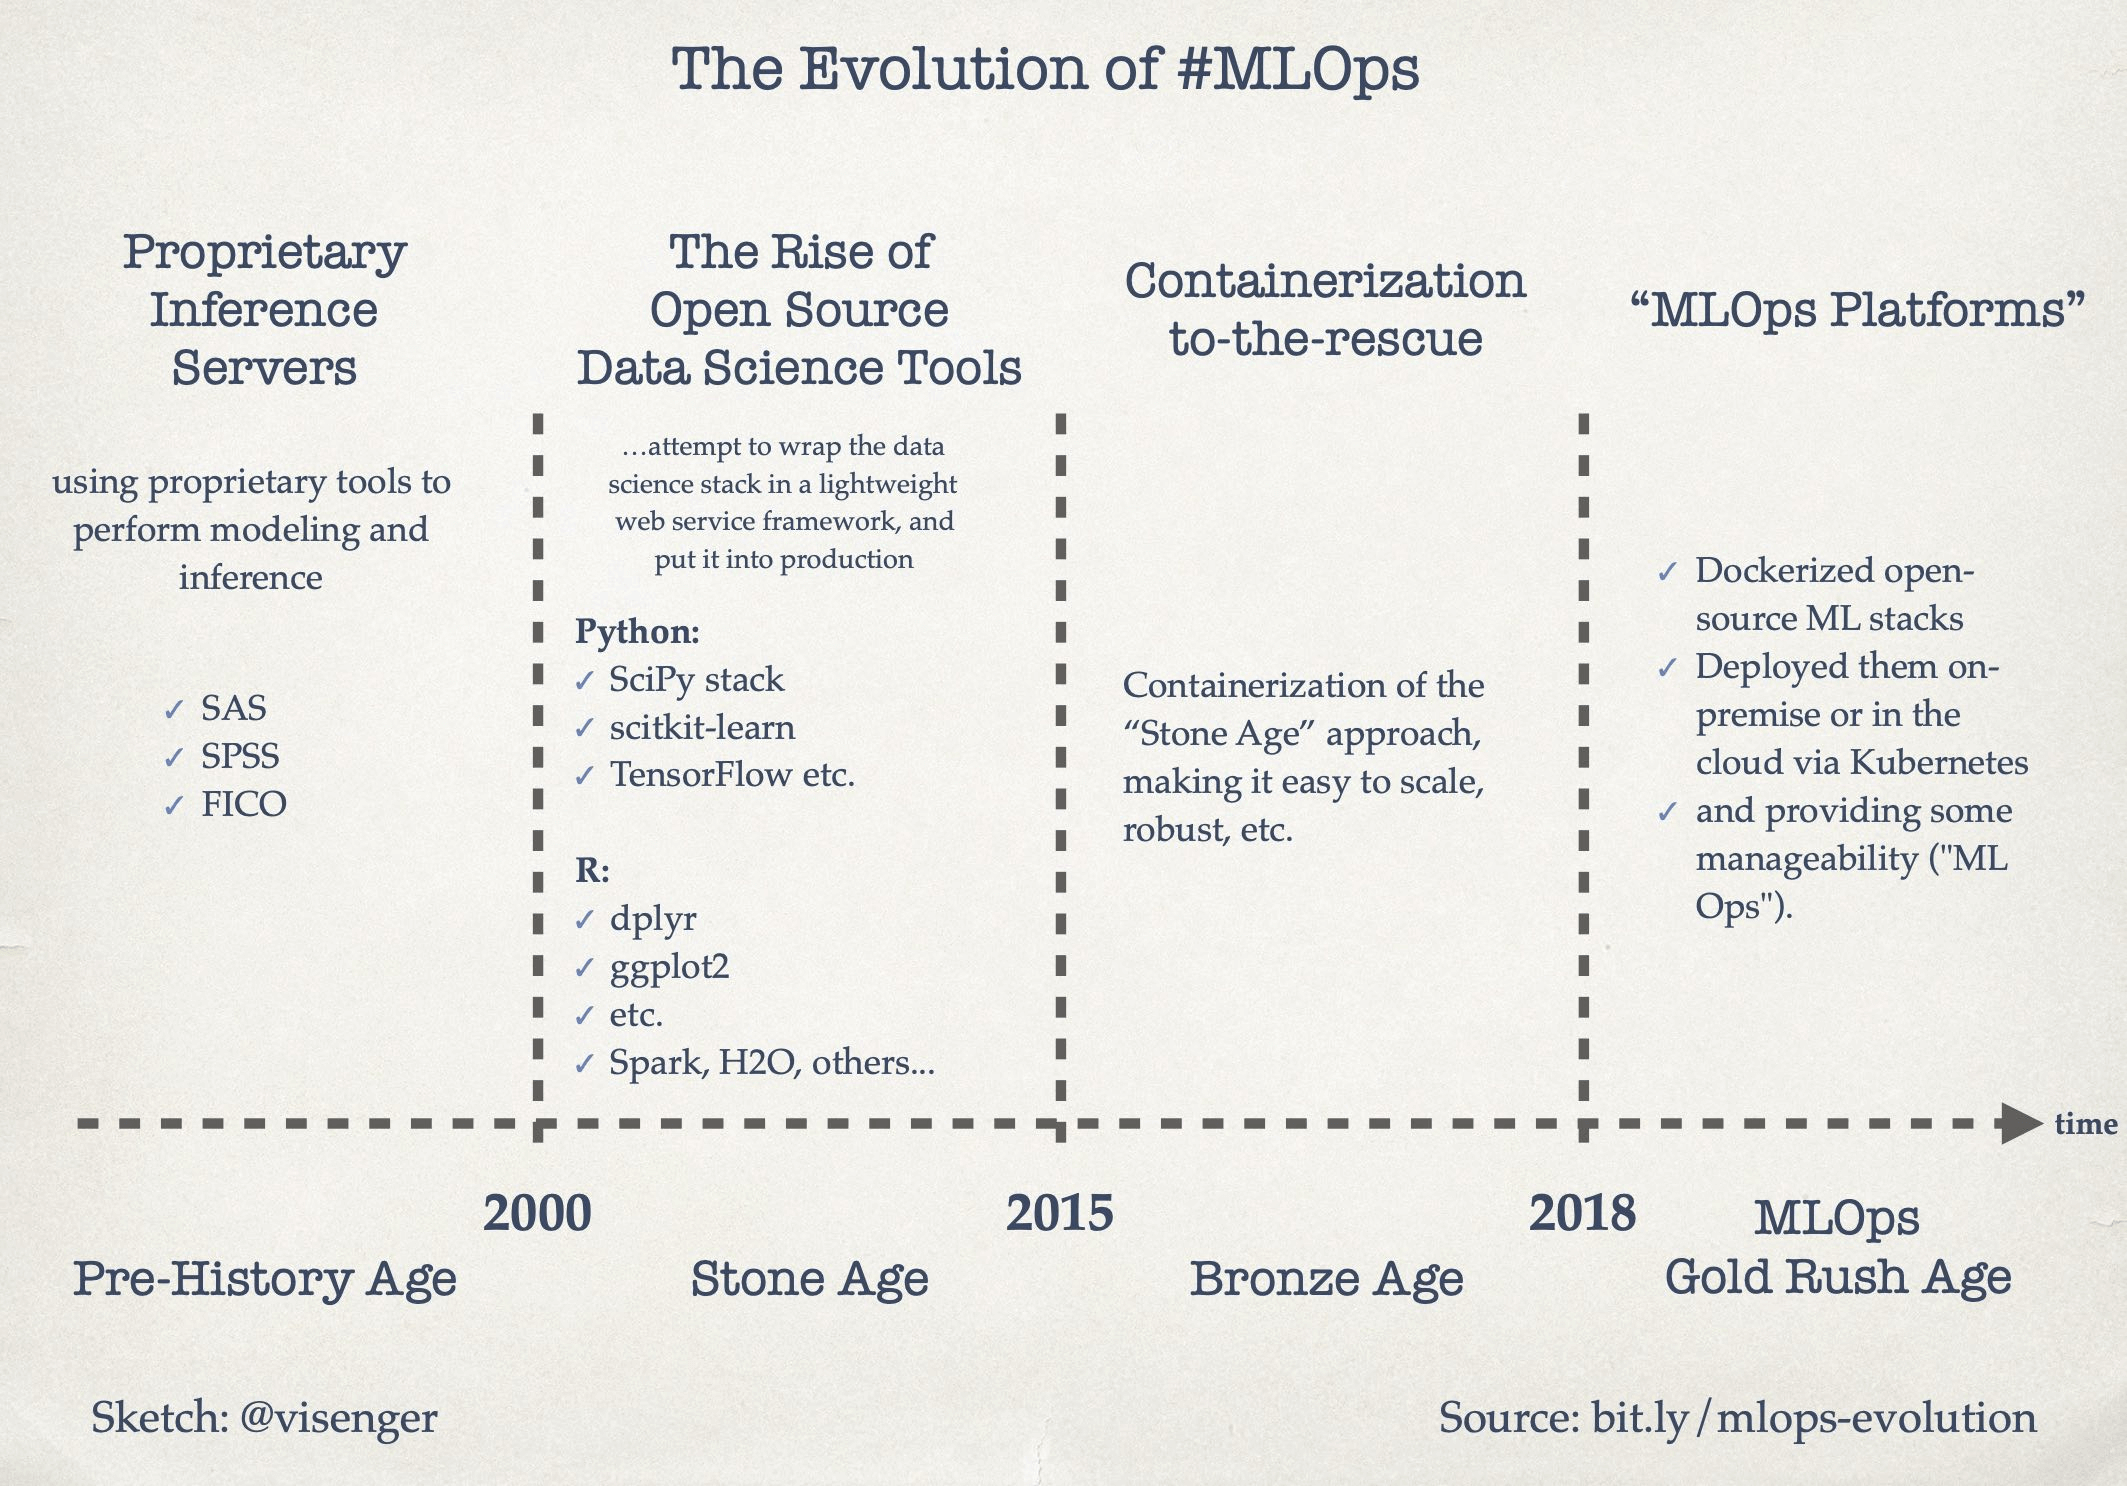 The Evolution of #MLOps
Proprietary
Inference
Servers
using proprietary tools to
perform modeling and
inference
✓ SAS
✓ SPSS
✓ FICO
The Rise of
Open Source
Data Science Tools
…attempt to wrap the data
science stack in a lightweight
web service framework, and
put it into production
Python:
✓ SciPy stack
✓ scitkit-learn
✓ TensorFlow etc.
R:
✓ dplyr
✓ ggplot2
✓ etc.
✓ Spark, H2O, others...
Containerization
to-the-rescue
Containerization of the
“Stone Age” approach,
making it easy to scale,
robust, etc.
“MLOps Platforms”
✓ Dockerized open-
source ML stacks
✓ Deployed them on-
premise or in the
cloud via Kubernetes
✓ and providing some
manageability ("ML
Ops").
time
2000
2015
2018
Pre-History Age
Stone Age
Bronze Age
MLOps
Gold Rush Age
Sketch: @visenger
Source: bit.ly/mlops-evolution